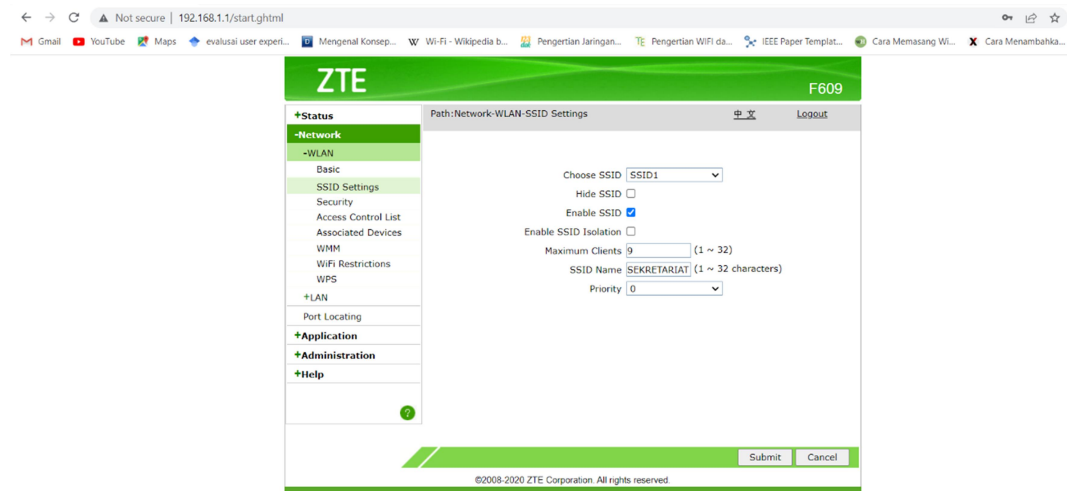 Not secure | 192.168.1.1/start.ghtml
Gmail YouTube Maps evalusai user experi... Mengenal Konsep... Wi-Fi - Wikipedia b... Pengertian Jaringan... Pengertian WIFI da... IEEE Paper Templat... Cara Memasang Wi... Cara Menambahka...
ZTE
F609
+Status
Path:Network-WLAN-SSID Settings 中 文 Logout
-Network
-WLAN
Basic
SSID Settings
Security
Access Control List
Associated Devices
WMM
WiFi Restrictions
WPS
+LAN
Port Locating
+Application
+Administration
+Help
?
Choose SSID SSID1
Hide SSID
Enable SSID
Enable SSID Isolation
Maximum Clients 9 (1 ~ 32)
SSID Name SEKRETARIAT (1 ~ 32 characters)
Priority 0
Submit Cancel
©2008-2020 ZTE Corporation. All rights reserved.